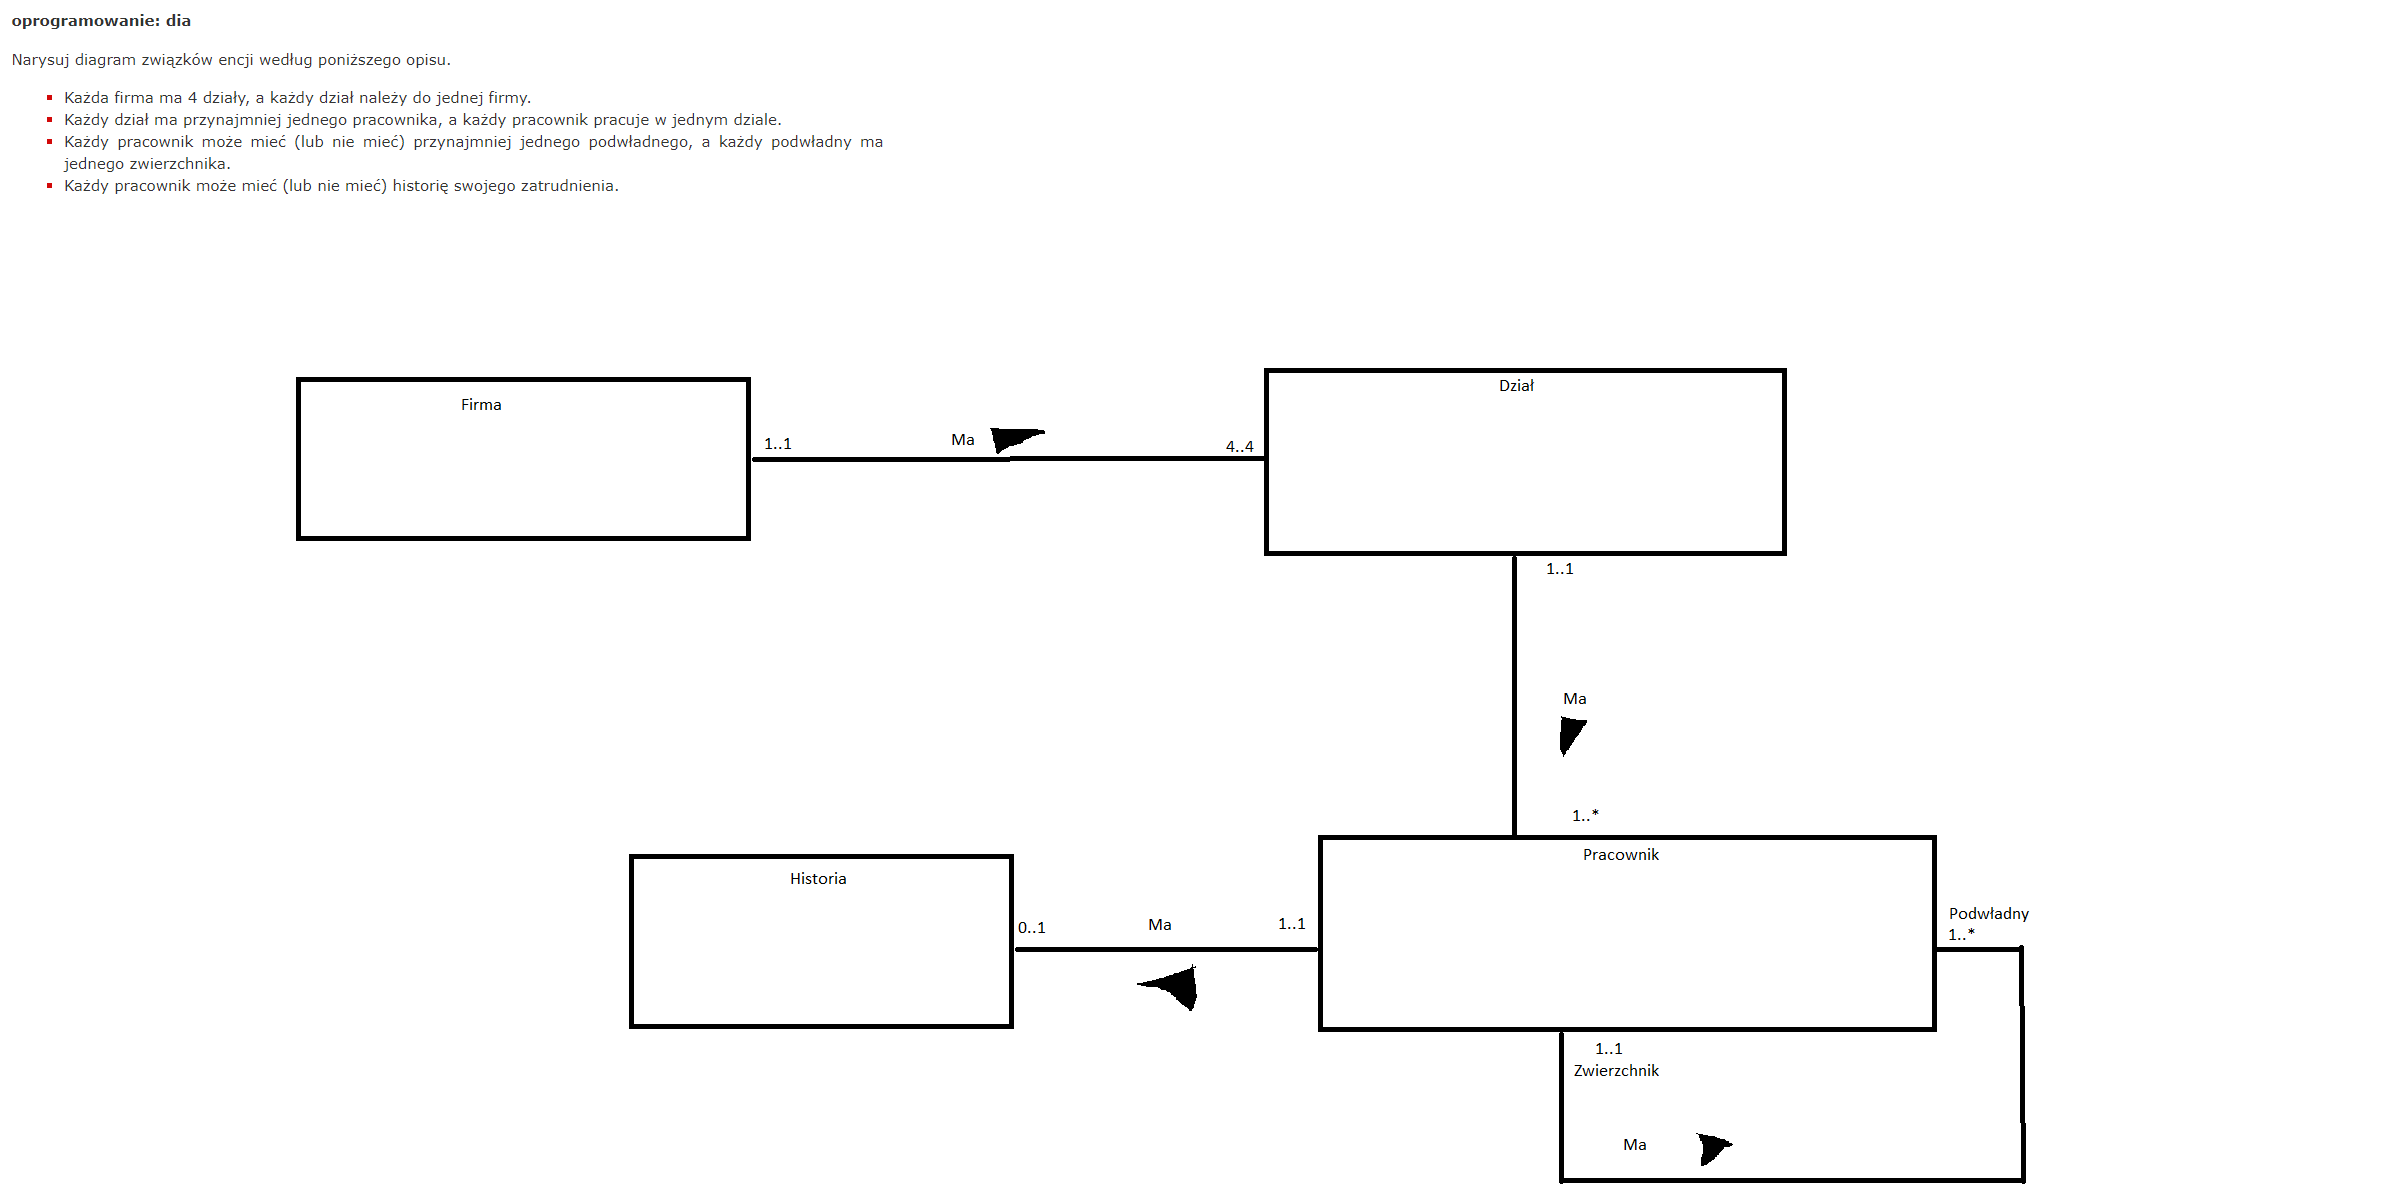 oprogramowanie: dia
Narysuj diagram związków encji według poniższego opisu.
Każda firma ma 4 działy, a każdy dział należy do jednej firmy.
Każdy dział ma przynajmniej jednego pracownika, a każdy pracownik pracuje w jednym dziale.
Każdy pracownik może mieć (lub nie mieć) przynajmniej jednego podwładnego, a każdy podwładny ma
jednego zwierzchnika.
Każdy pracownik może mieć (lub nie mieć) historię swojego zatrudnienia.
Dział
Firma
1..1
Ma
4..4
1..1
Ma
1..*
Pracownik
Historia
0..1
Ma
1..1
Podwładny
1..*
1..1
Zwierzchnik
Ma